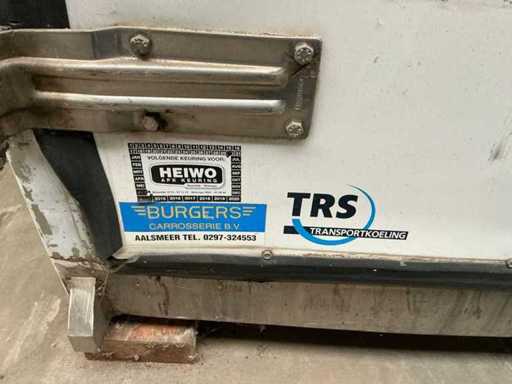 VOLGENDE KEURING VOOR:
HEIWO
APK KEURING
2015 2016 2017 2018 2019 2020
BURGERS
CARROSSERIE B.V.
AALSMEER TEL. 0297-324553
TRS
TRANSPORTKOELING